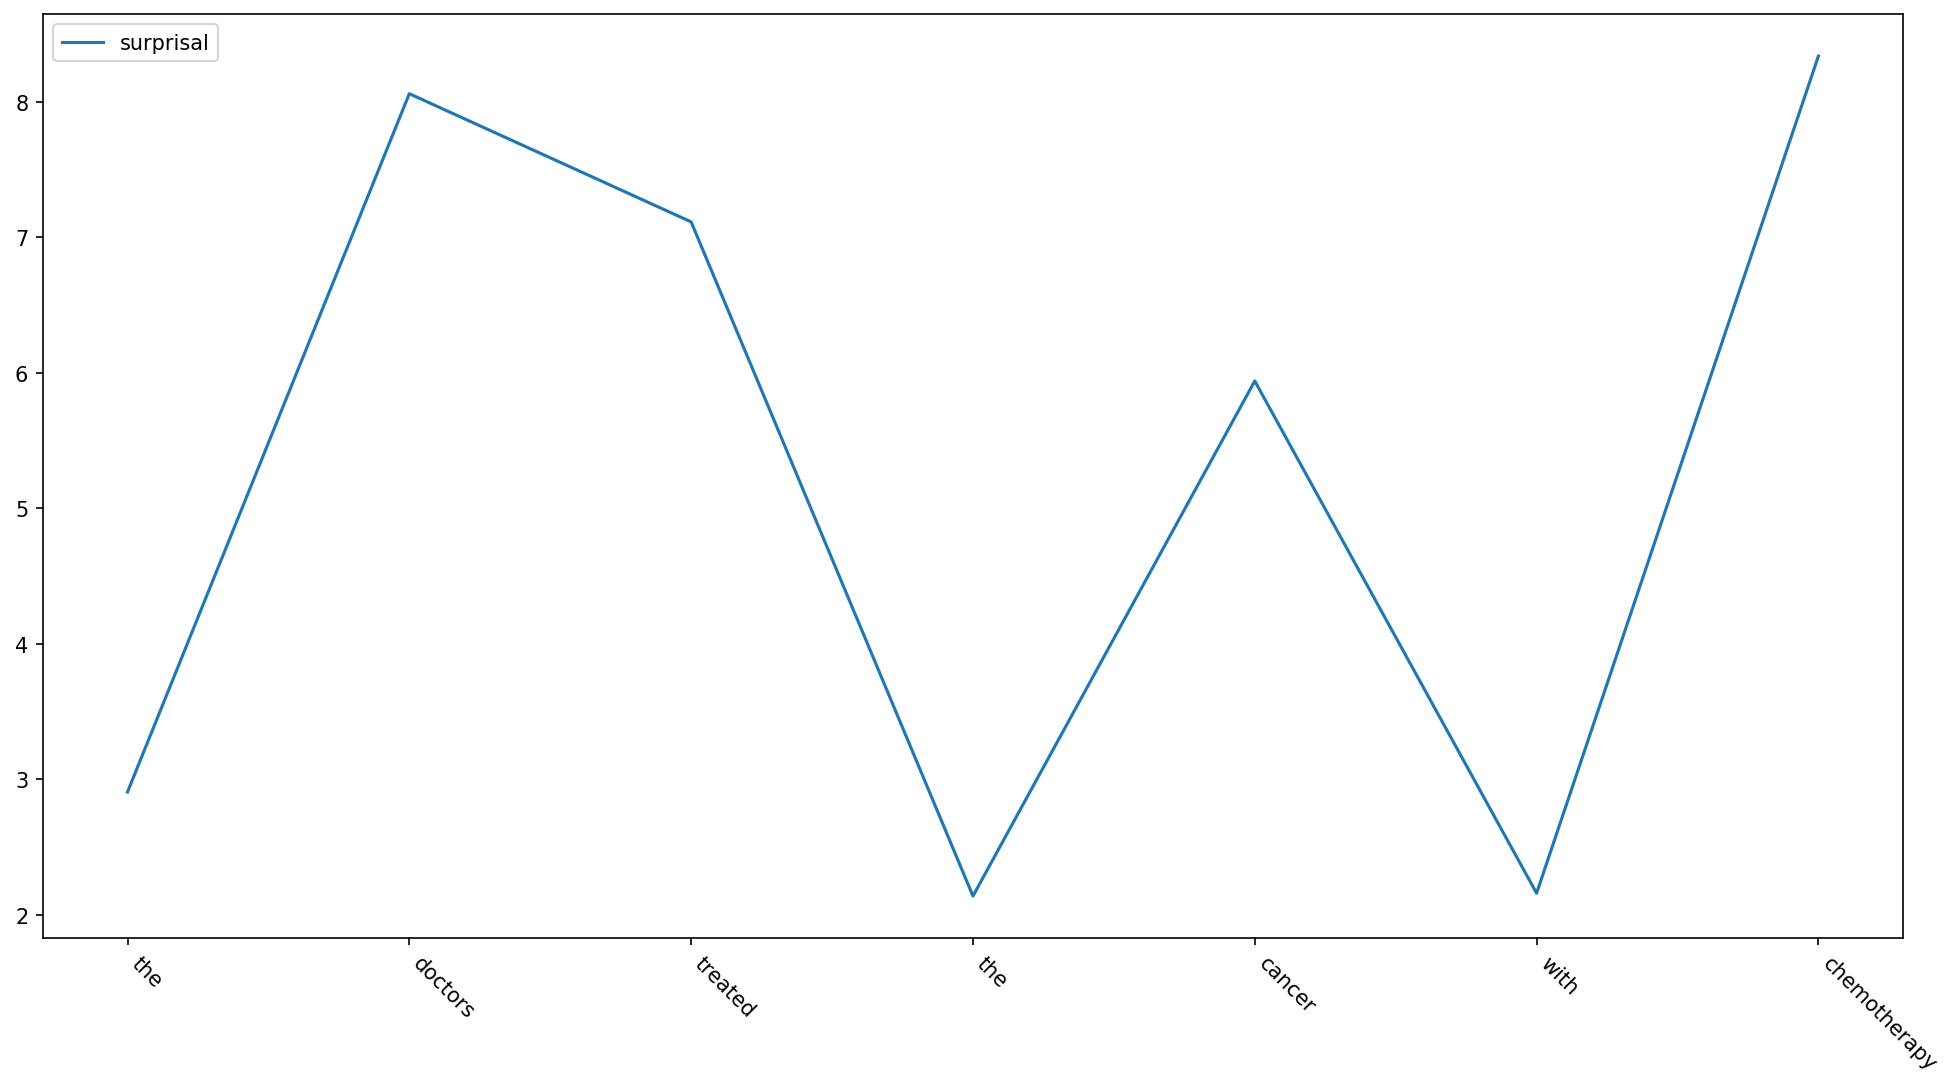 surprisal
8
7
6
5
4
3
2
the
doctors
treated
the
cancer
with
chemotherapy